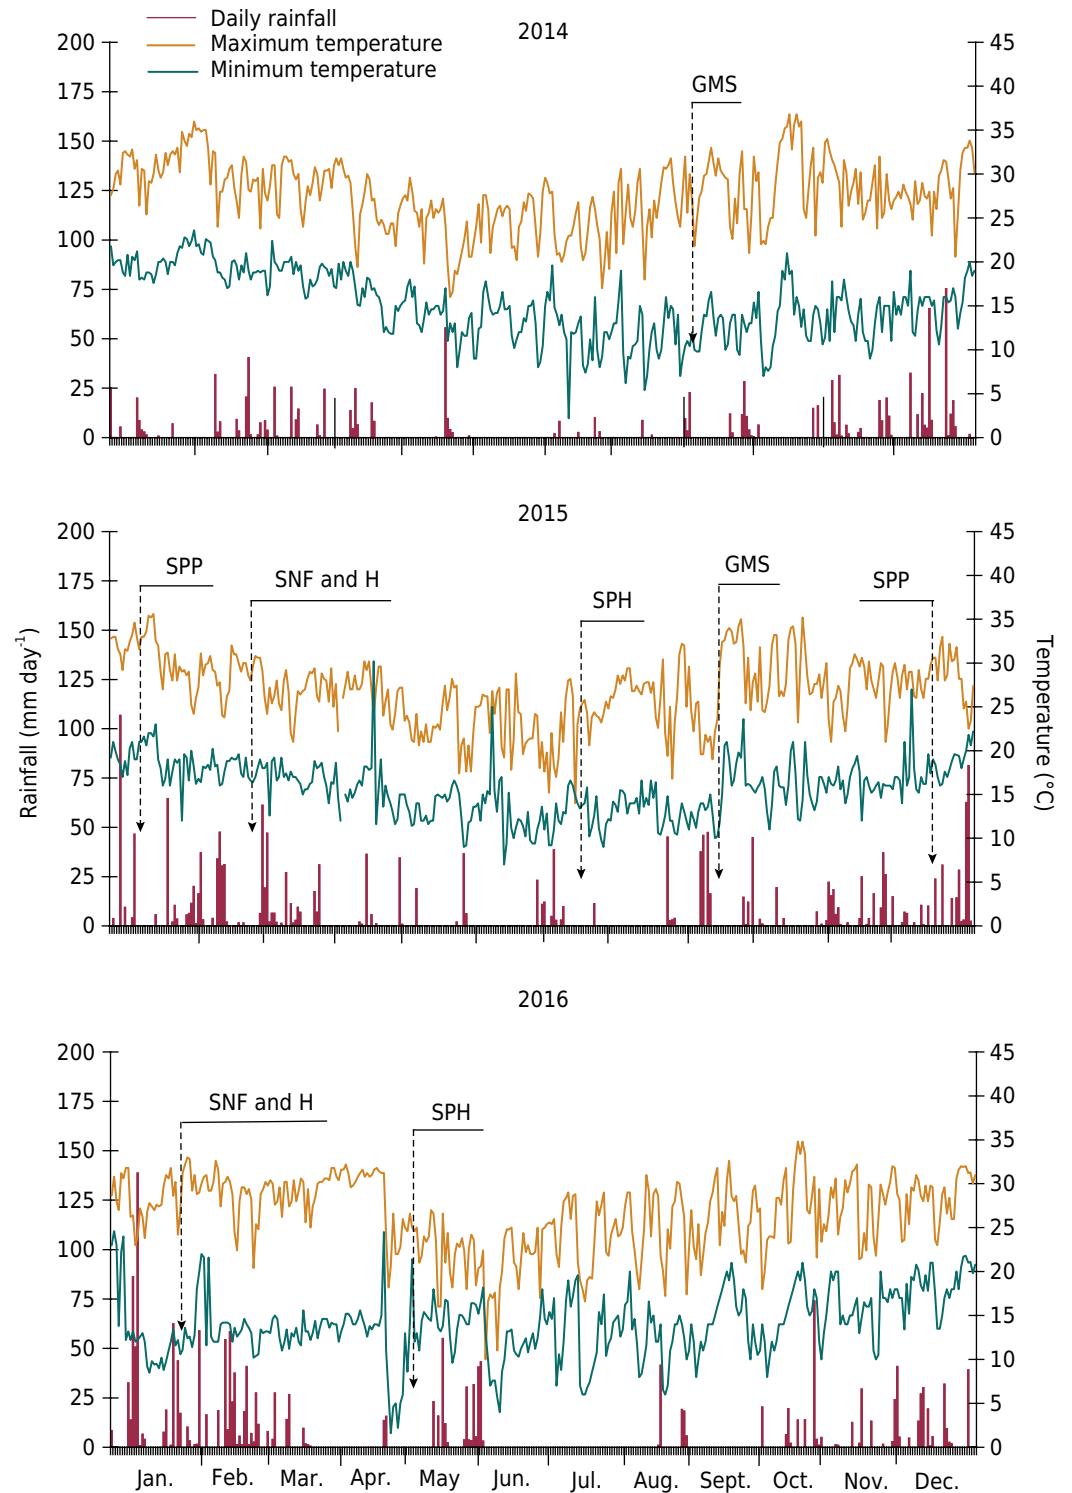 Daily rainfall
Maximum temperature
Minimum temperature
2014
200 45
175 40
150 35
125 30
100 25
75 20
50 15
25 10
0 5
0
GMS
2015
200 45
175 40
150 35
125 30
100 25
75 20
50 15
25 10
0 5
0
SPP
SNF and H
SPH
GMS
SPP
Rainfall (mm day-1)
Temperature (°C)
2016
200 45
175 40
150 35
125 30
100 25
75 20
50 15
25 10
0 5
0
SNF and H
SPH
Jan. Feb. Mar. Apr. May Jun. Jul. Aug. Sept. Oct. Nov. Dec.